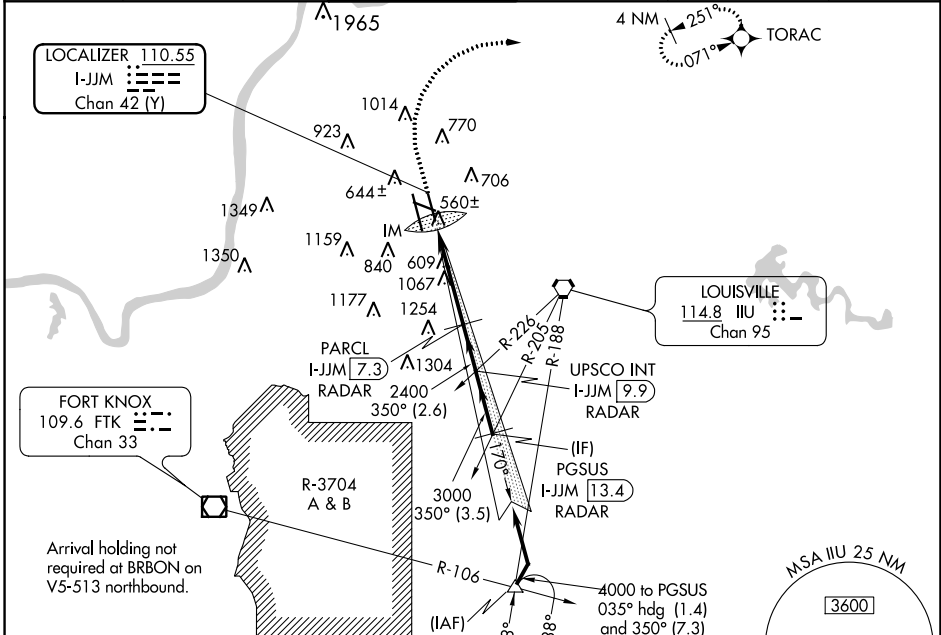 1965
4 NM
251°
071°
TORAC
LOCALIZER 110.55
I-JJM
Chan 42 (Y)
1014
923
770
644±
706
560±
1349
IM
1159
840
609
1350
1067
1177
1254
LOUISVILLE
114.8 IIU
Chan 95
R-226
R-205
R-188
PARCL
I-JJM 7.3
RADAR
1304
2400
350° (2.6)
UPSCO INT
I-JJM 9.9
RADAR
FORT KNOX
109.6 FTK
Chan 33
(IF)
PGSUS
I-JJM 13.4
RADAR
170°
R-3704
A & B
3000
350° (3.5)
Arrival holding not
required at BRBON on
V5-513 northbound.
R-106
(IAF)
4000 to PGSUS
035° hdg (1.4)
and 350° (7.3)
MSA IIU 25 NM
3600